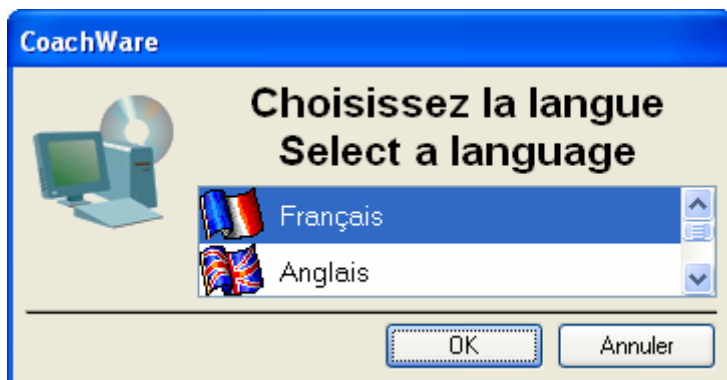 CoachWare
Choisissez la langue
Select a language
Français
Anglais
OK
Annuler